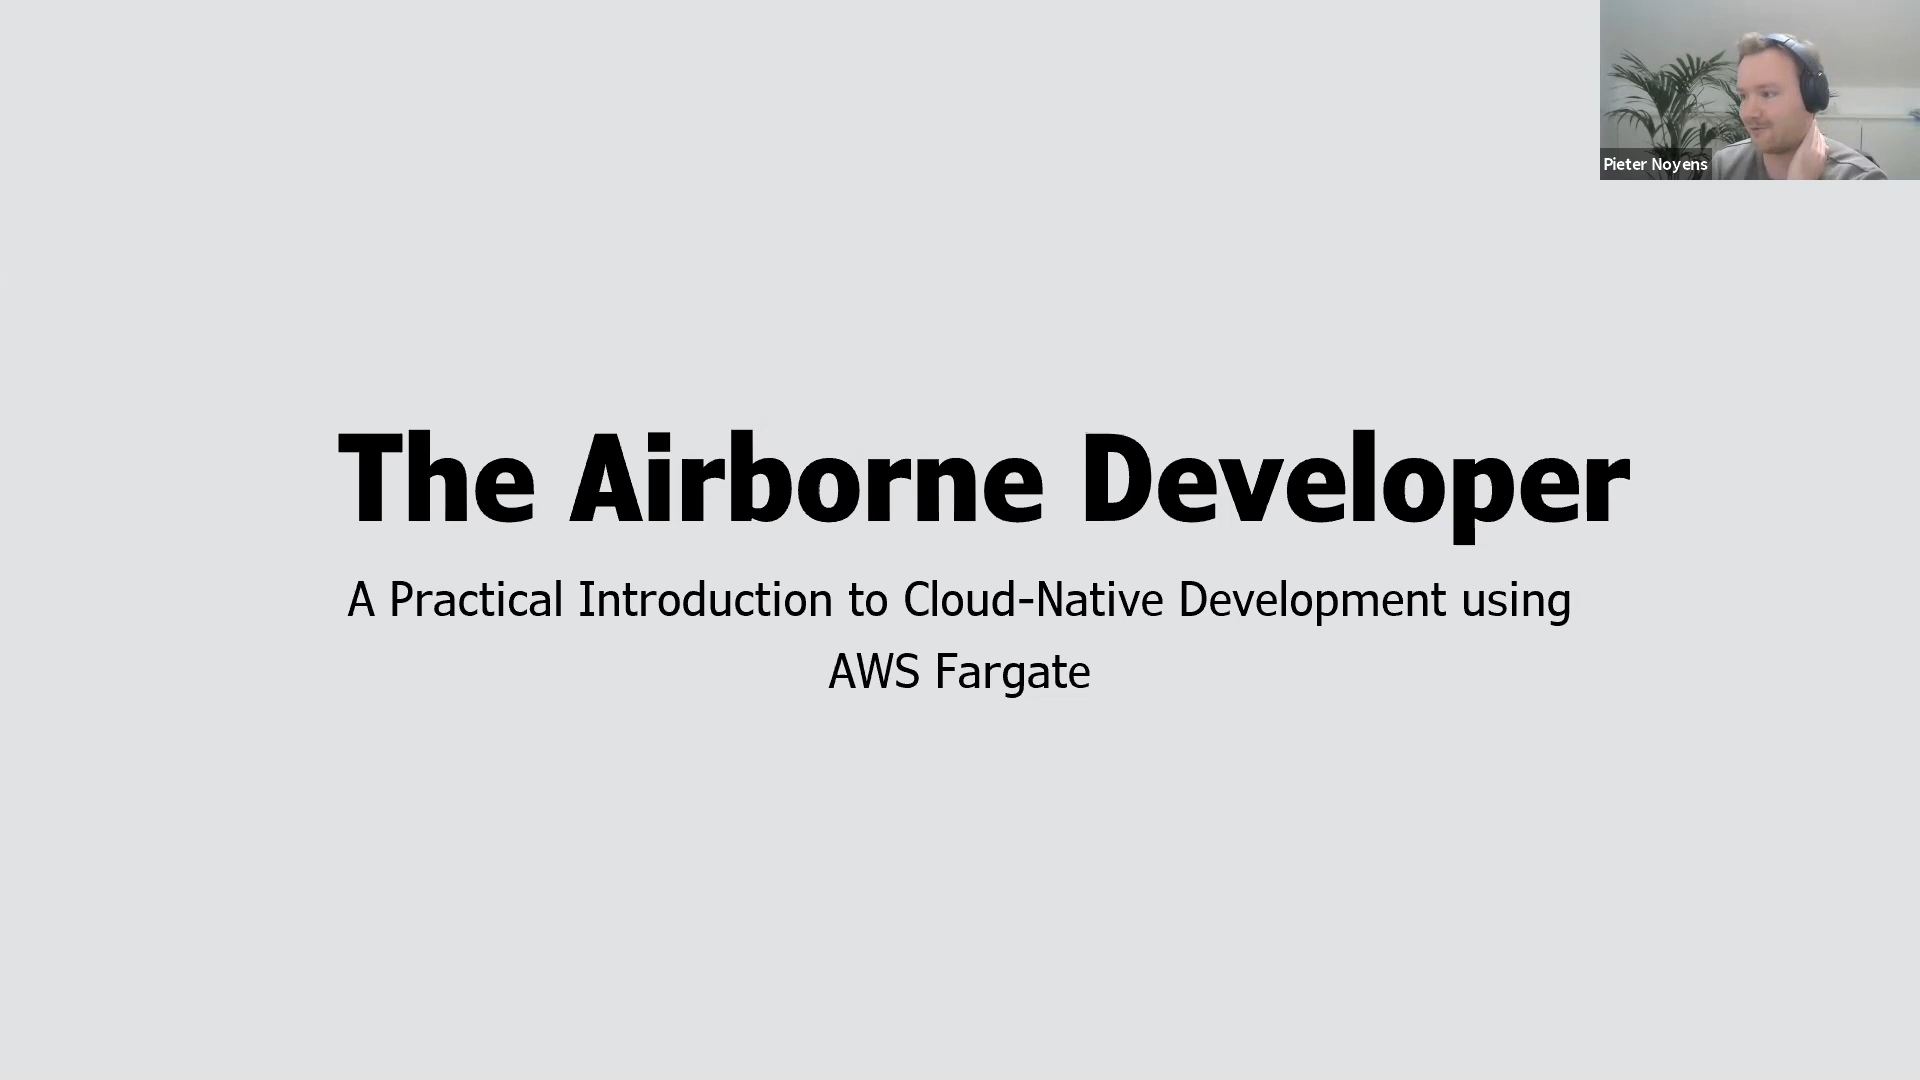 Pieter Noyens
The Airborne Developer
A Practical Introduction to Cloud-Native Development using
AWS Fargate